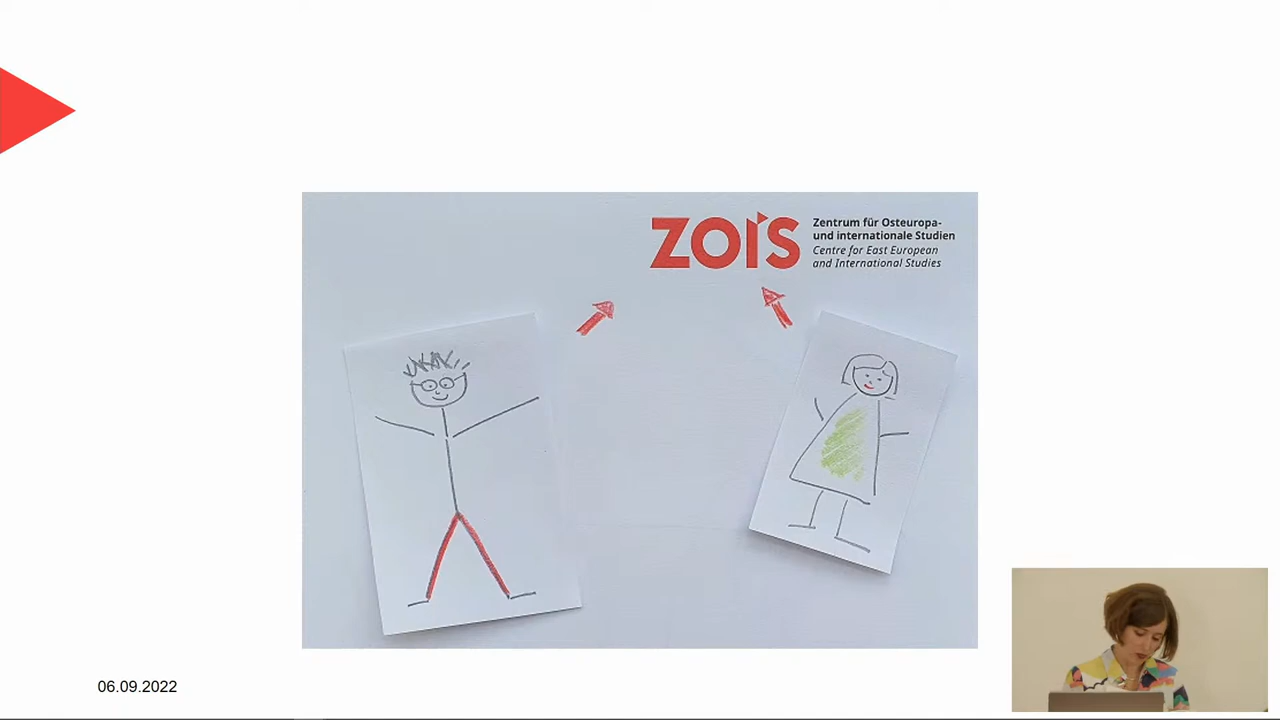 ZOiS
Zentrum für Osteuropa-
und internationale Studien
Centre for East European
and International Studies
06.09.2022